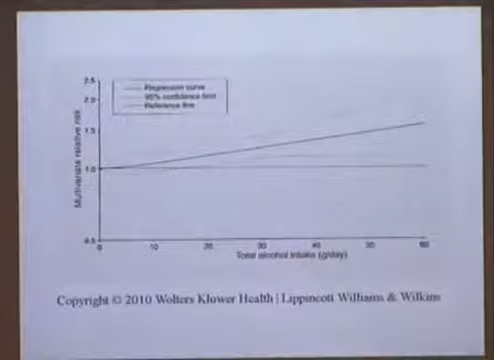 Regression curve
95% confidence limit
Reference line
2.5
2.0
1.5
1.0
0.5
Multivariate relative risk
0 10 20 30 40 50 60
Total alcohol intake (g/day)
Copyright © 2010 Wolters Kluwer Health | Lippincott Williams & Wilkins